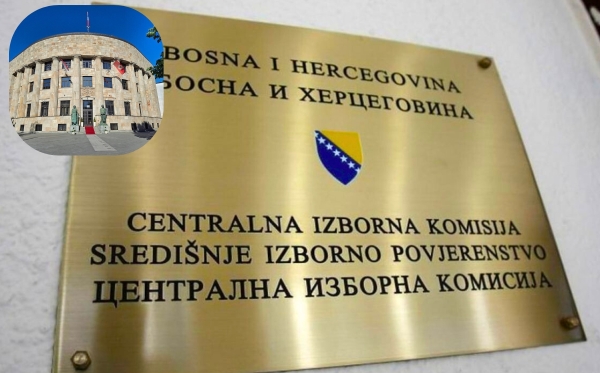 BOSNA I HERCEGOVINA
БОСНА И ХЕРЦЕГОВИНА
CENTRALNA IZBORNA KOMISIJA
SREDIŠNJE IZBORNO POVJERENSTVO
ЦЕНТРАЛНА ИЗБОРНА КОМИСИЈА